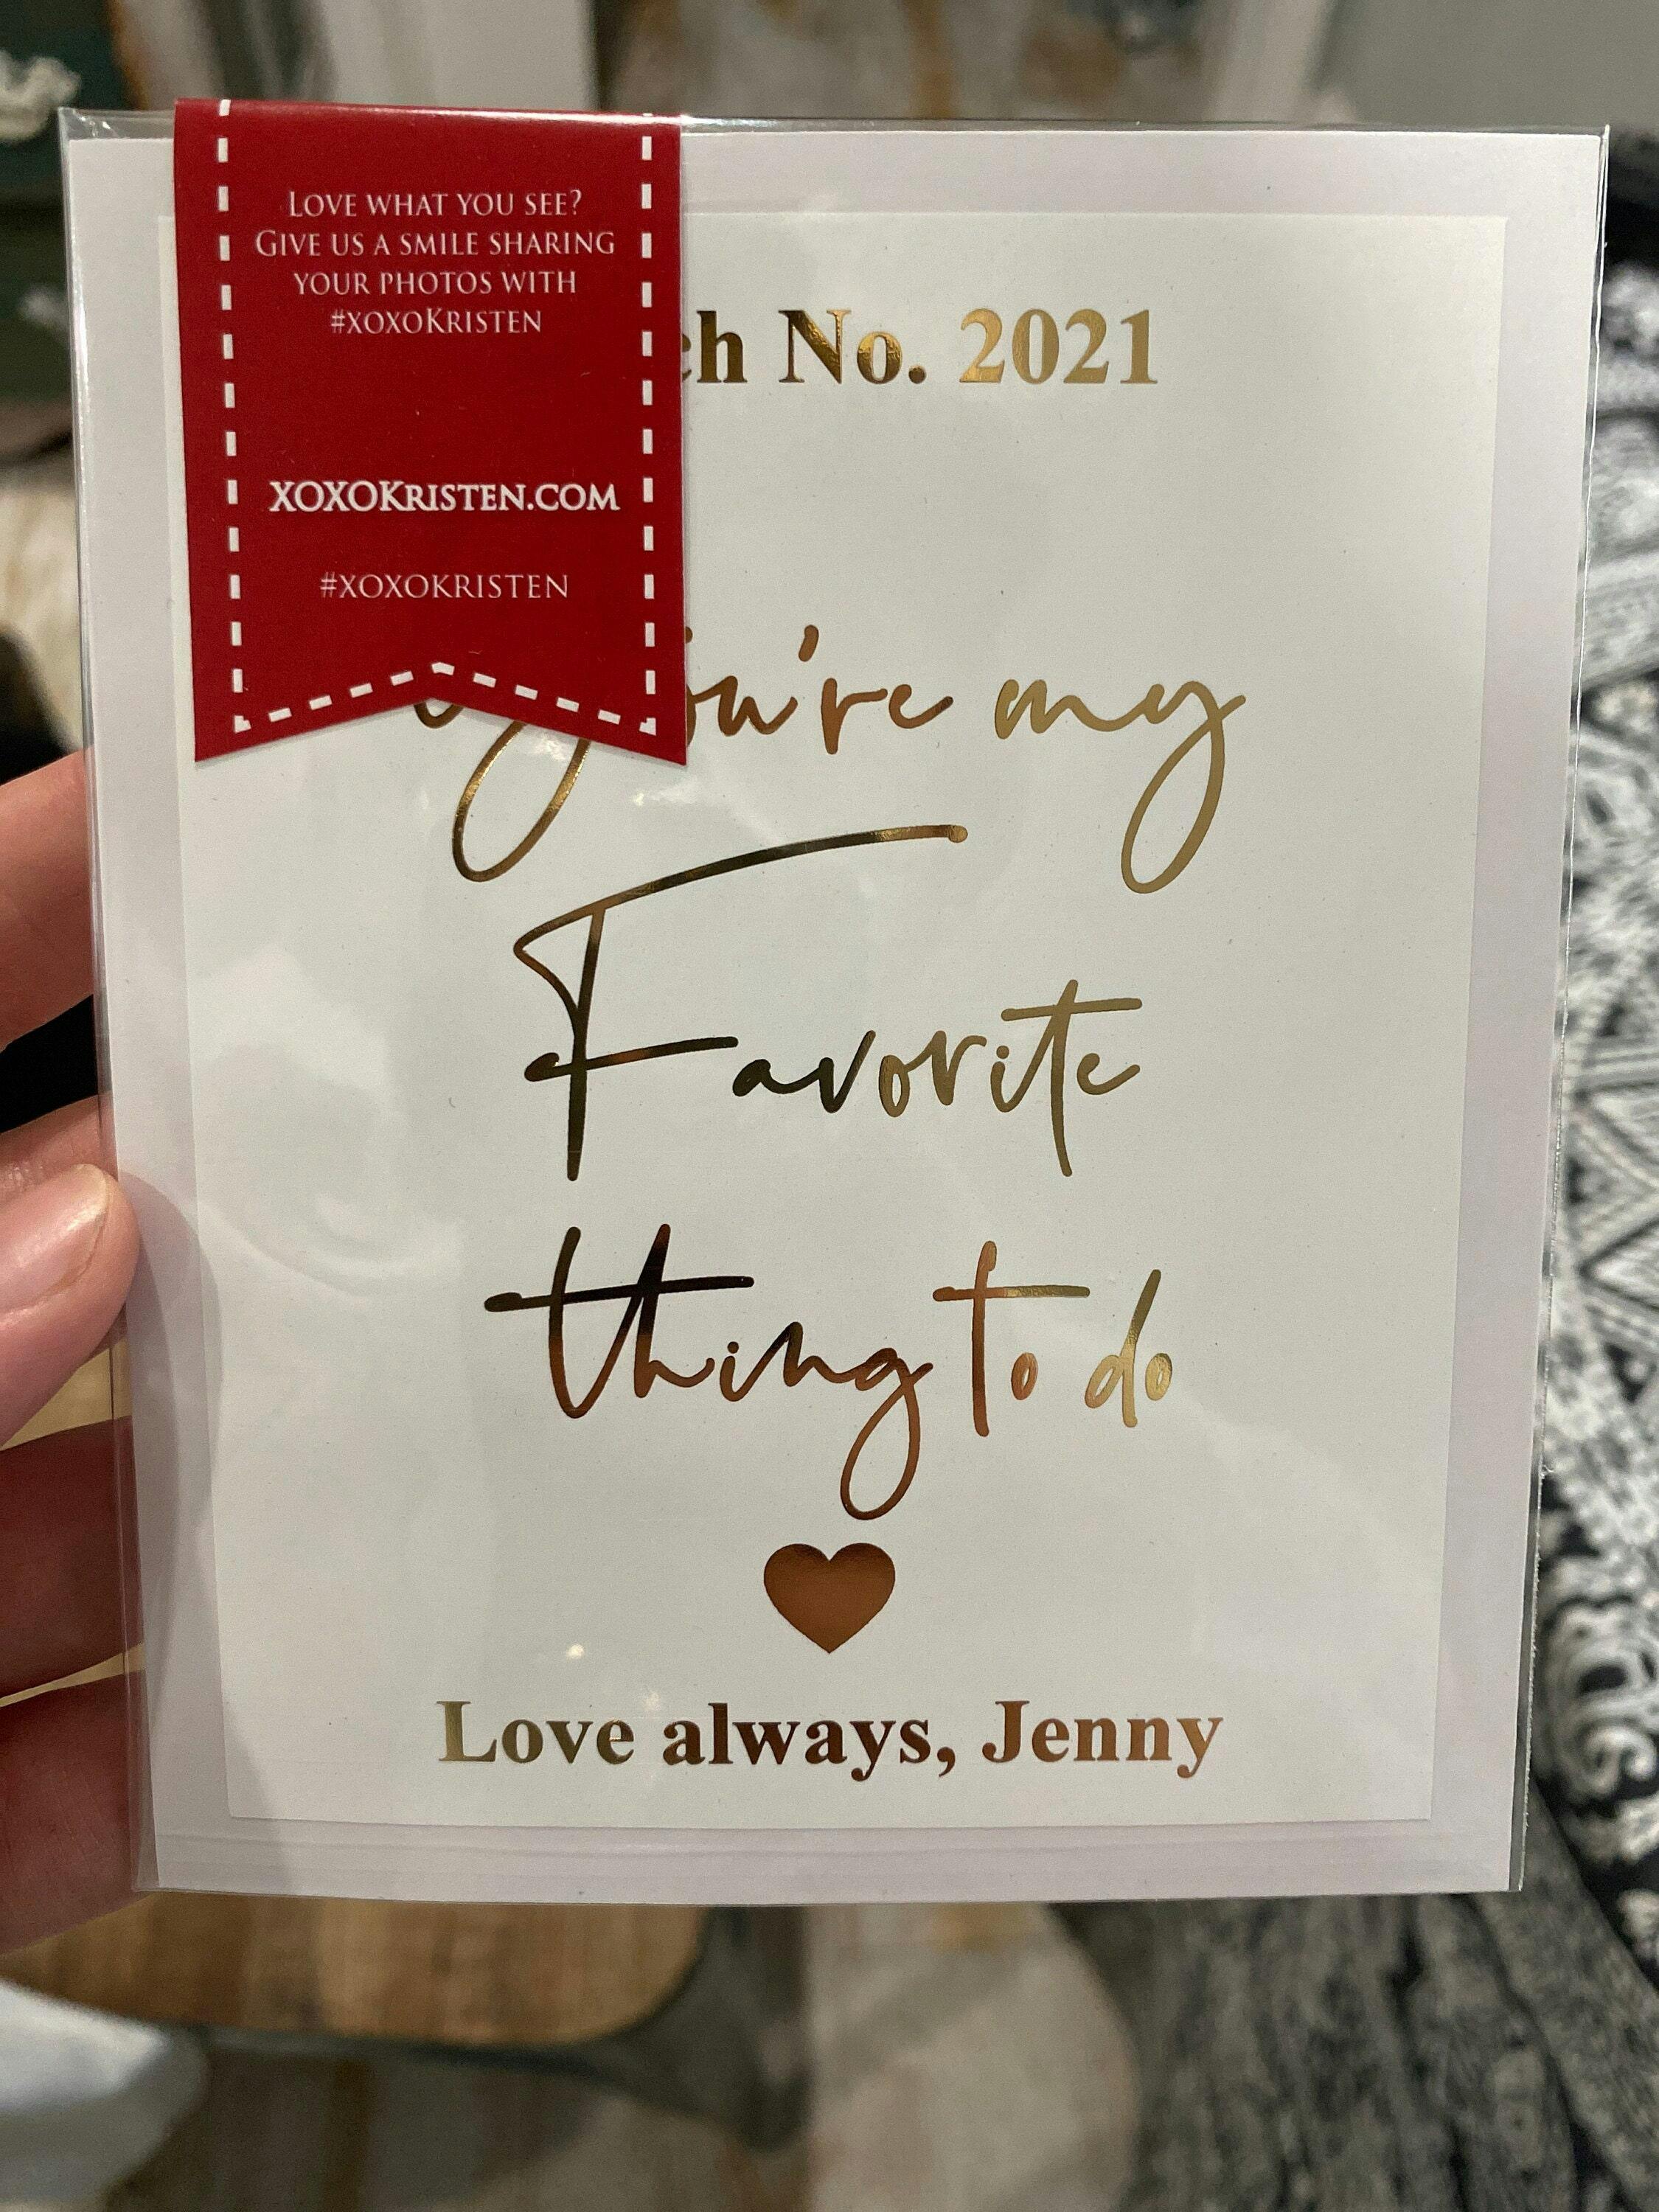 LOVE WHAT YOU SEE?
GIVE US A SMILE SHARING
YOUR PHOTOS WITH
#XOXOKRISTEN
XOXOKRISTEN.COM
#XOXOKRISTEN
No. 2021
you're my
Favorite
thing to do
Love always, Jenny